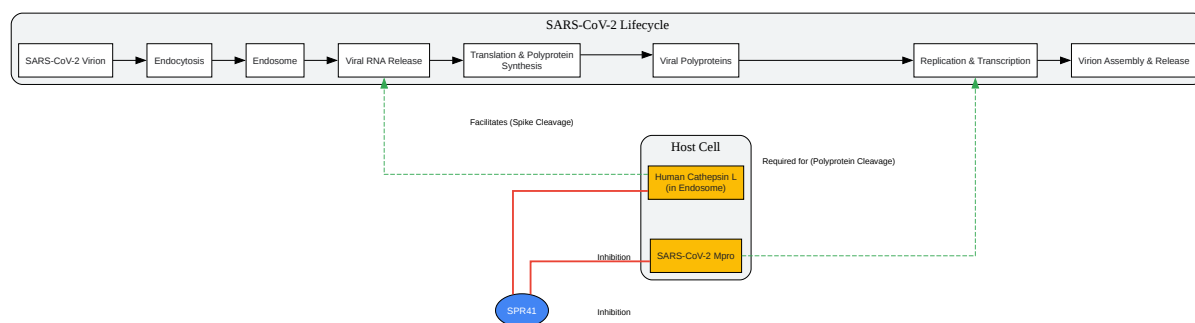 SARS-CoV-2 Lifecycle
SARS-CoV-2 Virion
Endocytosis
Endosome
Viral RNA Release
Translation & Polyprotein
Synthesis
Viral Polyproteins
Replication & Transcription
Virion Assembly & Release
Facilitates (Spike Cleavage)
Host Cell
Required for (Polyprotein Cleavage)
Human Cathepsin L
(in Endosome)
Inhibition
SARS-CoV-2 Mpro
SPR41
Inhibition